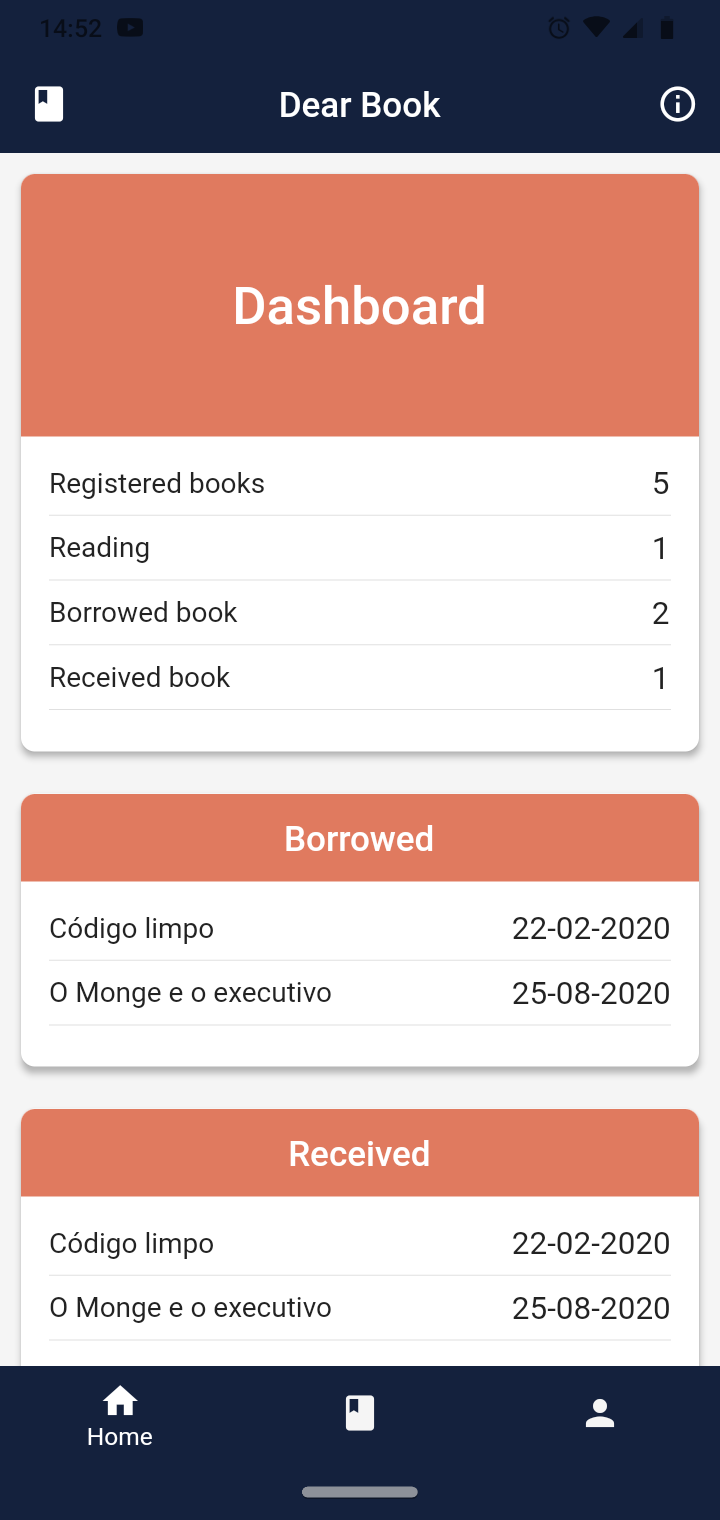 14:52
Dear Book
Dashboard
Registered books 5
Reading 1
Borrowed book 2
Received book 1
Borrowed
Código limpo 22-02-2020
O Monge e o executivo 25-08-2020
Received
Código limpo 22-02-2020
O Monge e o executivo 25-08-2020
Home